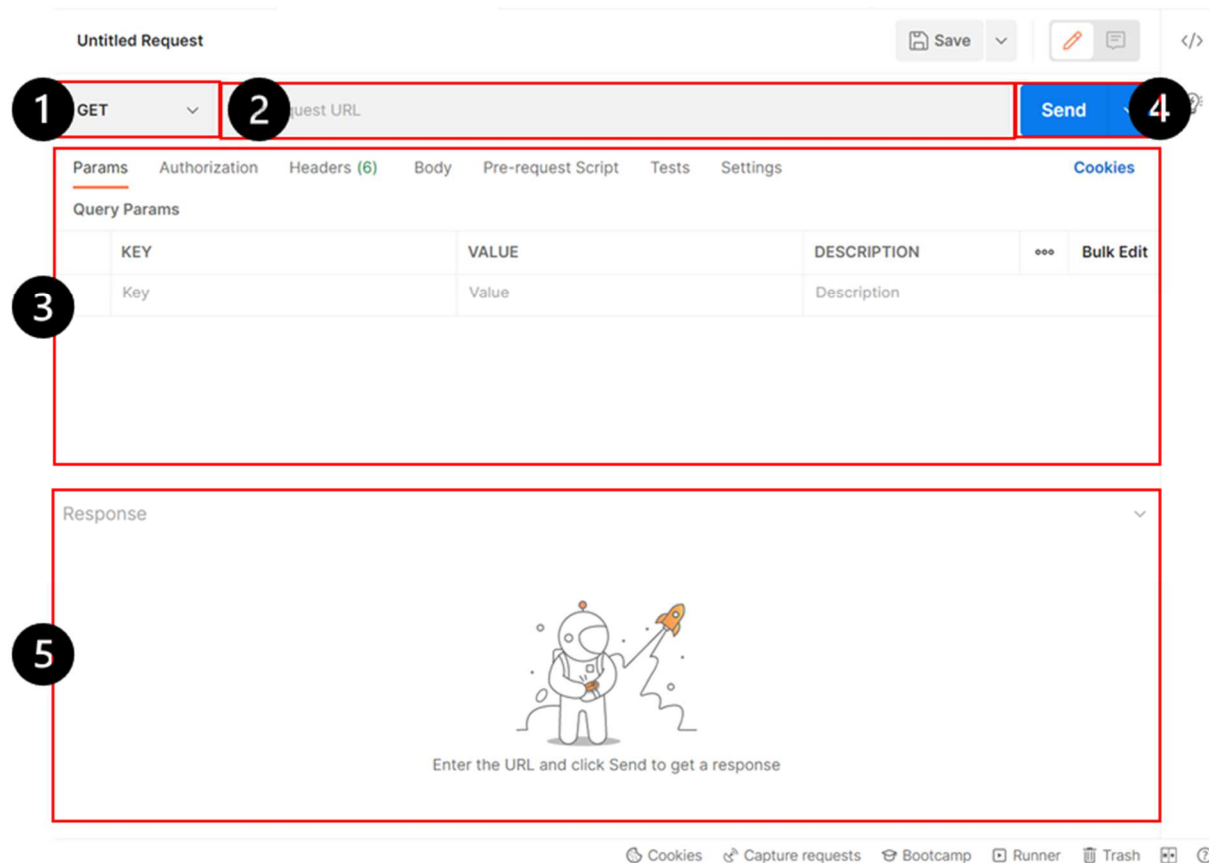 Untitled Request Save </>
1 GET 2 quest URL Send 4
Params Authorization Headers (6) Body Pre-request Script Tests Settings Cookies
Query Params
KEY VALUE DESCRIPTION Bulk Edit
3 Key Value Description
Response
5
Enter the URL and click Send to get a response
Cookies Capture requests Bootcamp Runner Trash